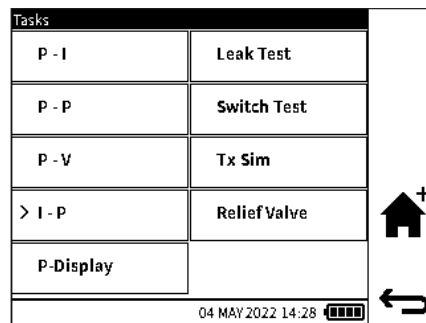 Tasks
P - I
Leak Test
P - P
Switch Test
P - V
Tx Sim
> I - P
Relief Valve
P-Display
04 MAY 2022 14:28